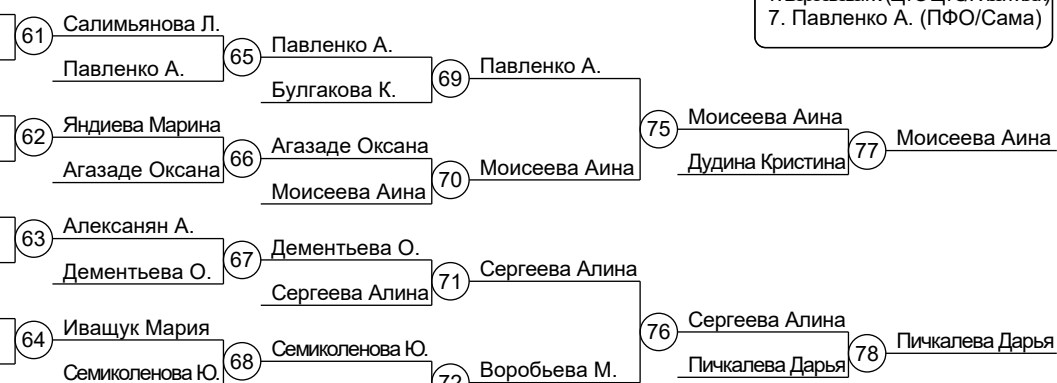 7. Павленко А. (ПФО/Сама)
61 Салимьянова Л.
Павленко А.
65 Павленко А.
Булгакова К.
69 Павленко А.
62 Яндиева Марина
Агазаде Оксана
66 Агазаде Оксана
Моисеева Аина
70 Моисеева Аина
75 Моисеева Аина
Дудина Кристина
77 Моисеева Аина
63 Алексанян А.
Дементьева О.
67 Дементьева О.
Сергеева Алина
71 Сергеева Алина
64 Иващук Мария
Семиколенова Ю.
68 Семиколенова Ю.
72 Воробьева М.
76 Сергеева Алина
Пичкалева Дарья
78 Пичкалева Дарья